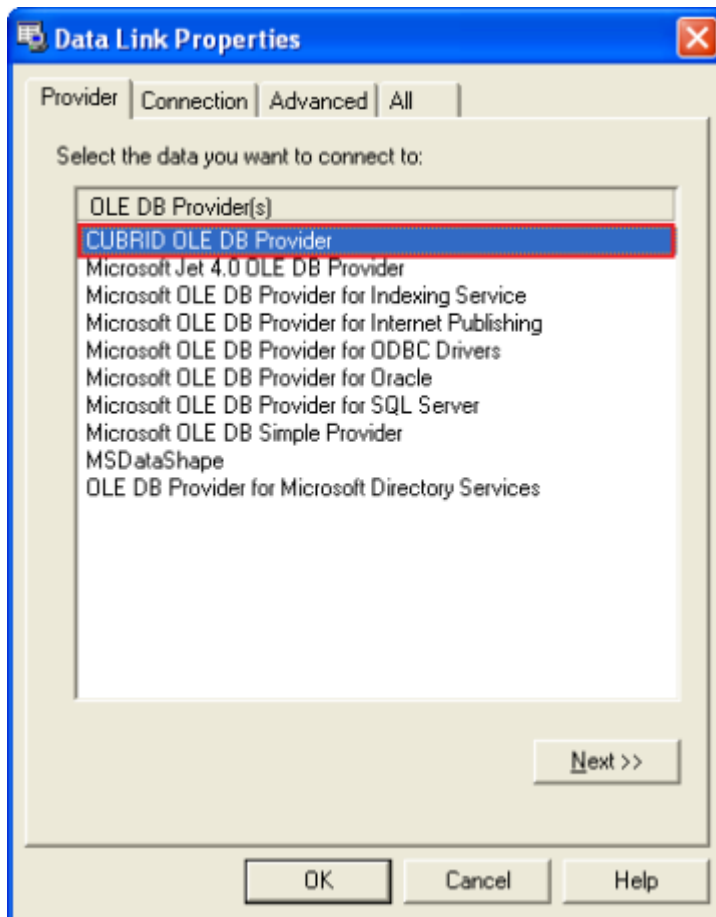 Data Link Properties
Provider Connection Advanced All
Select the data you want to connect to:
OLE DB Provider(s)
CUBRID OLE DB Provider
Microsoft Jet 4.0 OLE DB Provider
Microsoft OLE DB Provider for Indexing Service
Microsoft OLE DB Provider for Internet Publishing
Microsoft OLE DB Provider for ODBC Drivers
Microsoft OLE DB Provider for Oracle
Microsoft OLE DB Provider for SQL Server
Microsoft OLE DB Simple Provider
MSDataShape
OLE DB Provider for Microsoft Directory Services
Next >>
OK Cancel Help